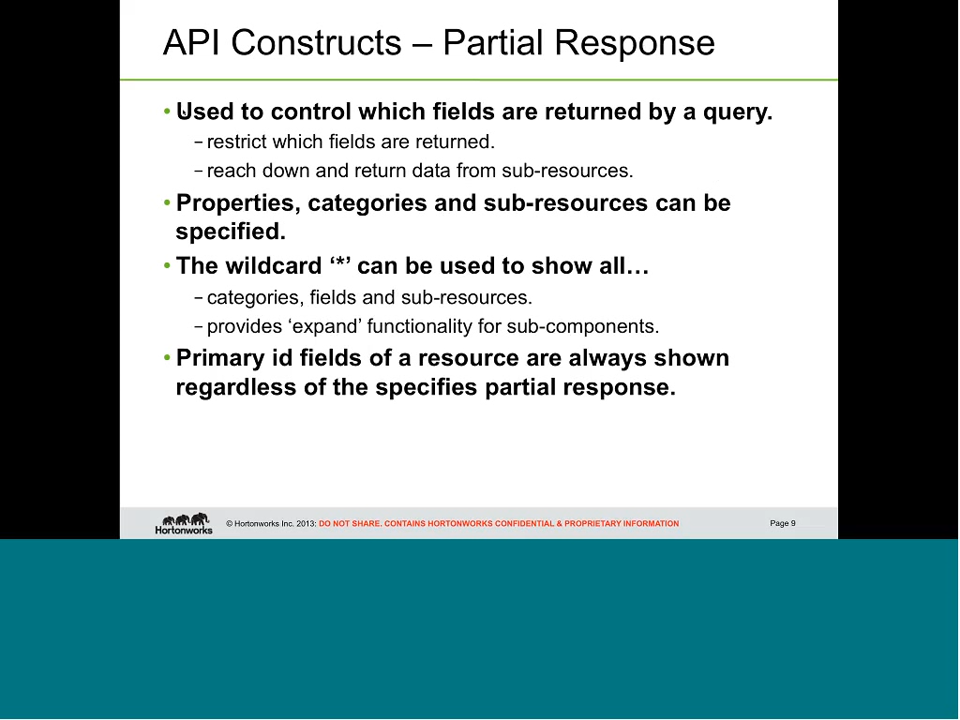 API Constructs – Partial Response
• Used to control which fields are returned by a query.
– restrict which fields are returned.
– reach down and return data from sub-resources.
• Properties, categories and sub-resources can be
specified.
• The wildcard ‘*’ can be used to show all…
– categories, fields and sub-resources.
– provides ‘expand’ functionality for sub-components.
• Primary id fields of a resource are always shown
regardless of the specifies partial response.
Hortonworks
© Hortonworks Inc. 2013: DO NOT SHARE. CONTAINS HORTONWORKS CONFIDENTIAL & PROPRIETARY INFORMATION
Page 9